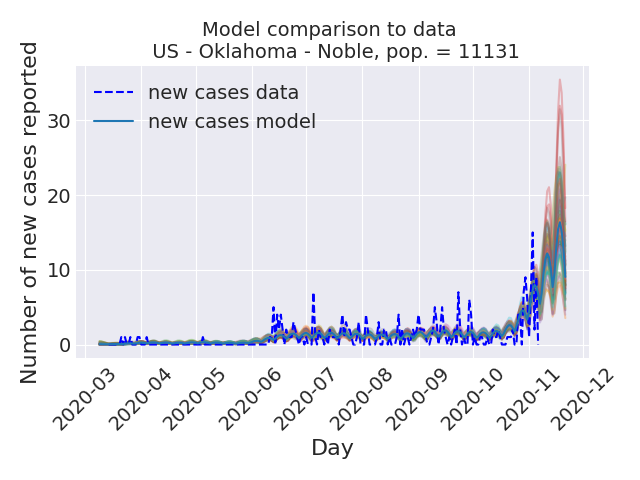 Model comparison to data
US - Oklahoma - Noble, pop. = 11131
Number of new cases reported
new cases data
new cases model
30
20
10
0
2020-03
2020-04
2020-05
2020-06
2020-07
2020-08
2020-09
2020-10
2020-11
2020-12
Day